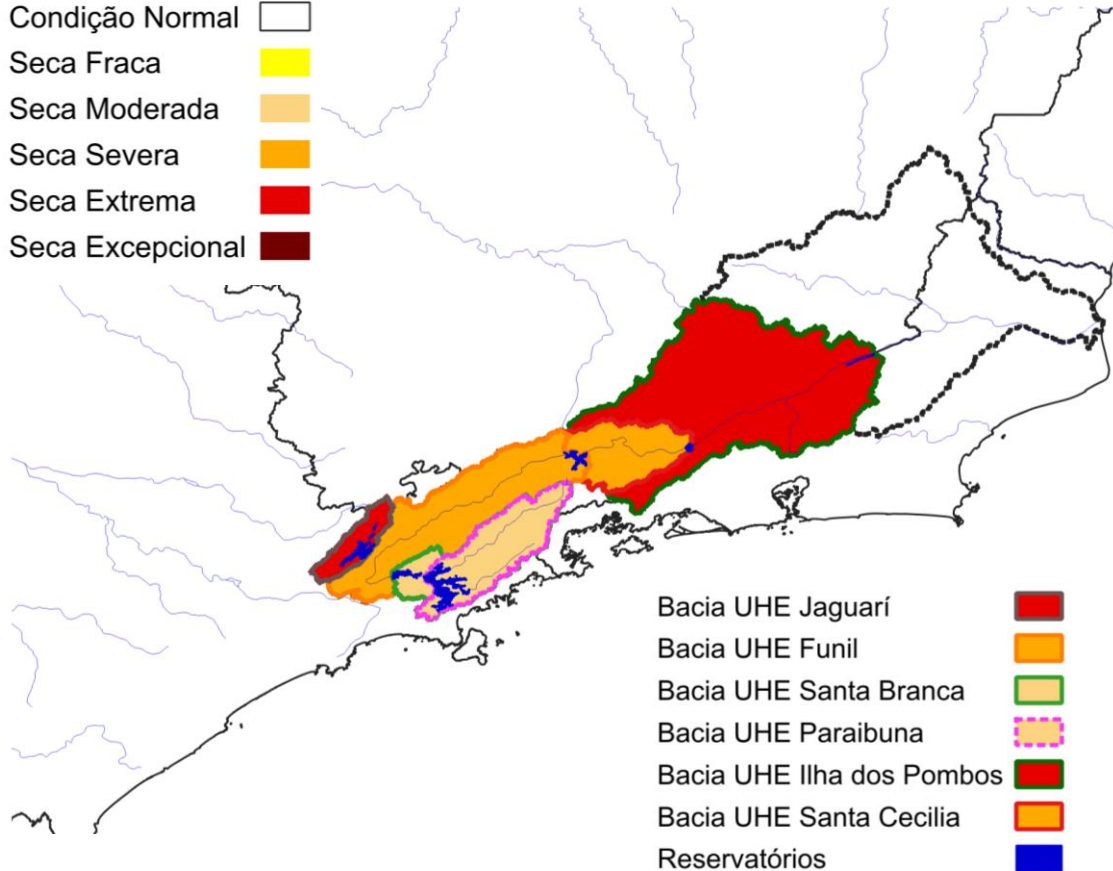 Condição Normal
Seca Fraca
Seca Moderada
Seca Severa
Seca Extrema
Seca Excepcional
Bacia UHE Jaguarí
Bacia UHE Funil
Bacia UHE Santa Branca
Bacia UHE Paraibuna
Bacia UHE Ilha dos Pombos
Bacia UHE Santa Cecilia
Reservatórios